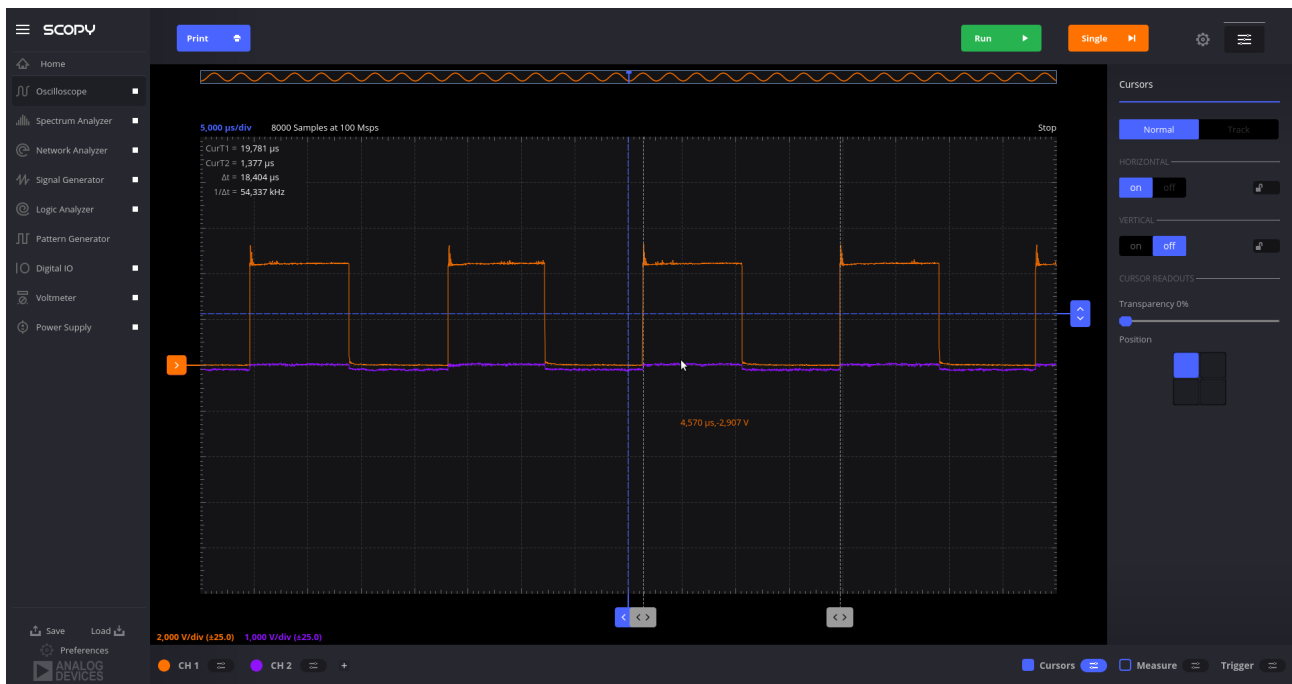 SCOPY
Print
Run
Single
Home
Oscilloscope
Spectrum Analyzer
Network Analyzer
Signal Generator
Logic Analyzer
Pattern Generator
Digital IO
Voltmeter
Power Supply
Save
Load
Preferences
ANALOG
DEVICES
5,000 µs/div
8000 Samples at 100 Msps
Stop
CurT1 = 19,781 µs
CurT2 = 1,377 µs
Δt = 18,404 µs
1/Δt = 54,337 kHz
4,570 µs,-2,907 V
2,000 V/div (±25.0)
1,000 V/div (±25.0)
CH 1
CH 2
+
Cursors
Measure
Trigger
Cursors
Normal
Track
HORIZONTAL
on
off
VERTICAL
on
off
CURSOR READOUTS
Transparency 0%
Position